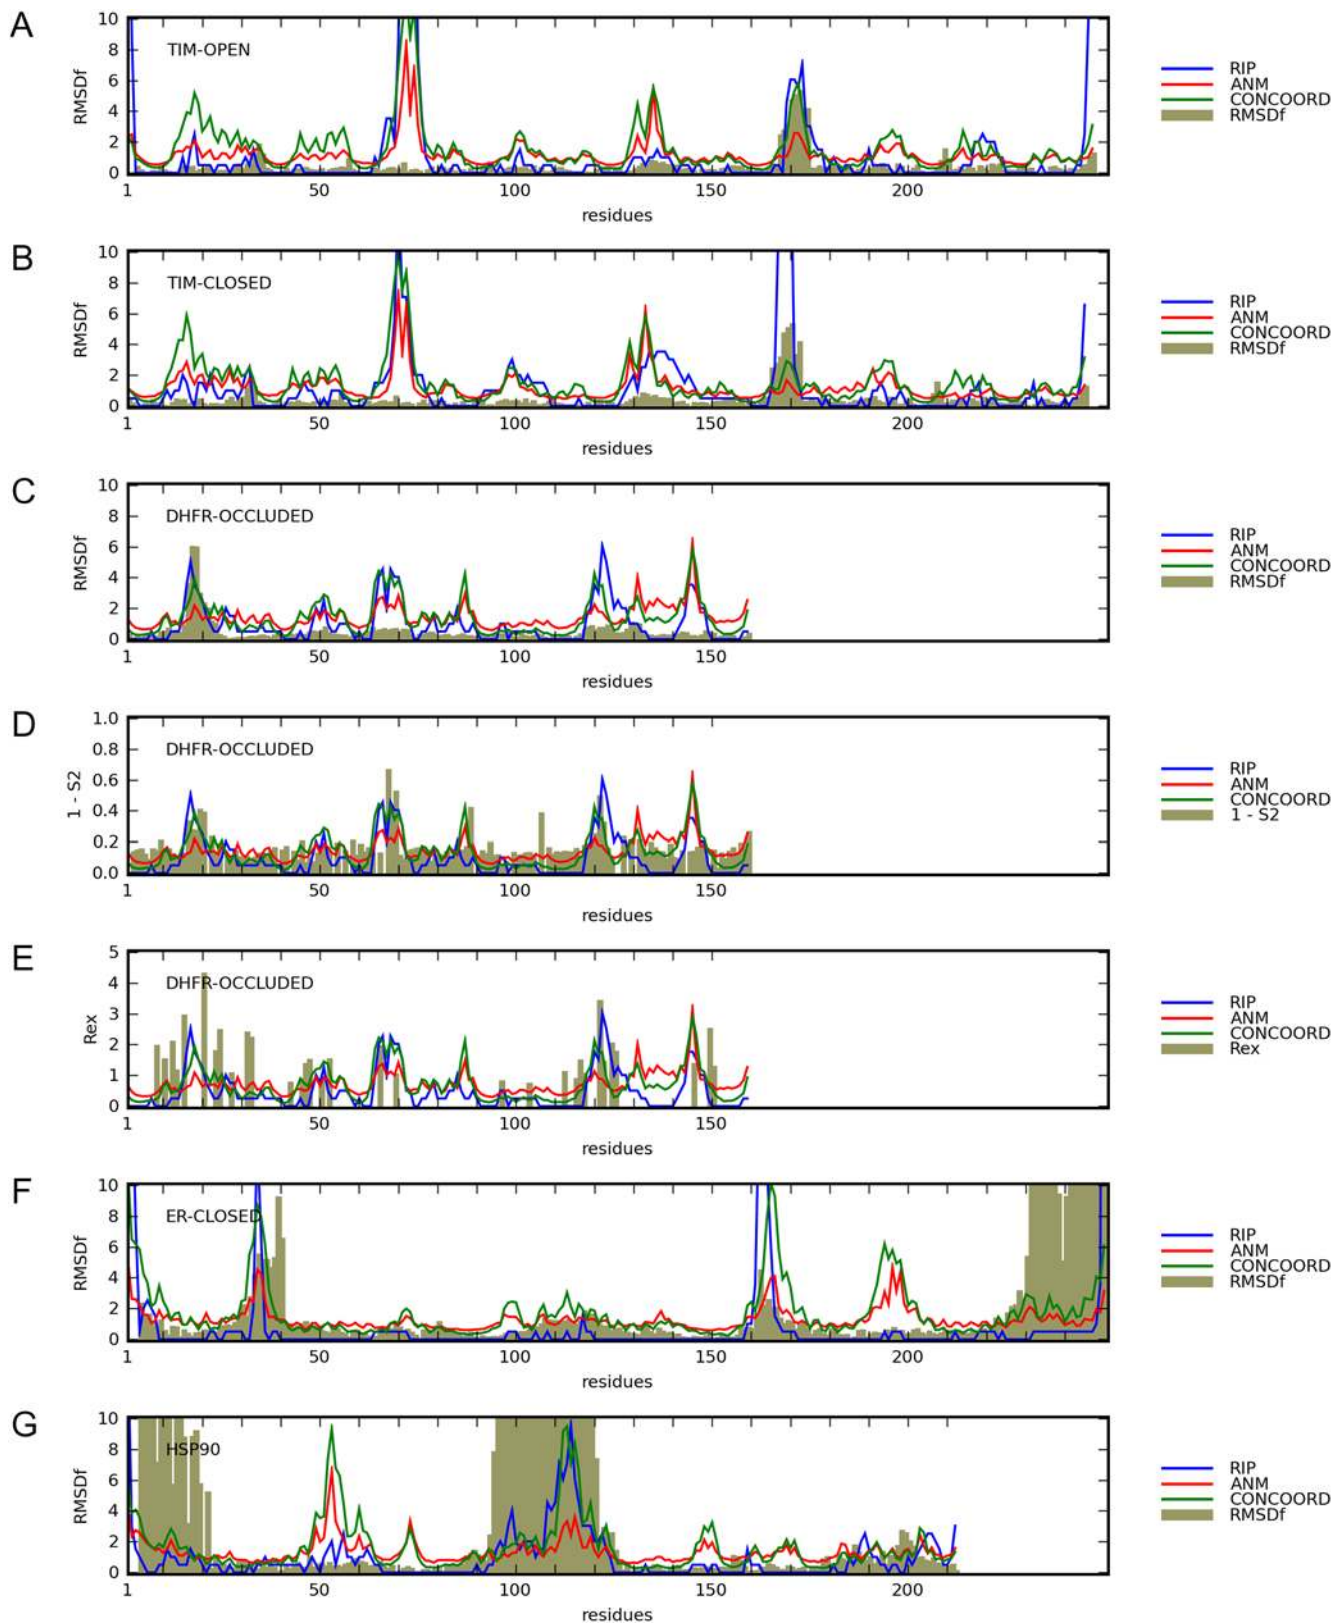 A
TIM-OPEN
RMSDf
10
8
6
4
2
0
1
50
100
150
200
residues
RIP
ANM
CONCOORD
RMSDf
B
TIM-CLOSED
RMSDf
10
8
6
4
2
0
1
50
100
150
200
residues
RIP
ANM
CONCOORD
RMSDf
C
DHFR-OCCLUDED
RMSDf
10
8
6
4
2
0
1
50
100
150
residues
RIP
ANM
CONCOORD
RMSDf
D
DHFR-OCCLUDED
1 - S2
1.0
0.8
0.6
0.4
0.2
0.0
1
50
100
150
residues
RIP
ANM
CONCOORD
1 - S2
E
DHFR-OCCLUDED
Rex
5
4
3
2
1
0
1
50
100
150
residues
RIP
ANM
CONCOORD
Rex
F
ER-CLOSED
RMSDf
10
8
6
4
2
0
1
50
100
150
200
residues
RIP
ANM
CONCOORD
RMSDf
G
HSP90
RMSDf
10
8
6
4
2
0
1
50
100
150
200
residues
RIP
ANM
CONCOORD
RMSDf